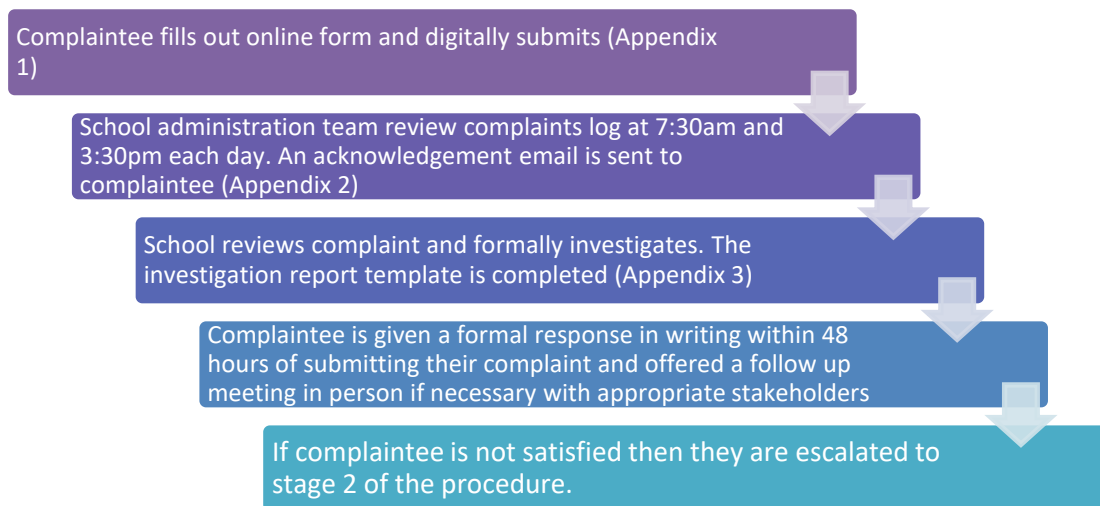 Complaintee fills out online form and digitally submits (Appendix
1)
School administration team review complaints log at 7:30am and
3:30pm each day. An acknowledgement email is sent to
complaintee (Appendix 2)
School reviews complaint and formally investigates. The
investigation report template is completed (Appendix 3)
Complaintee is given a formal response in writing within 48
hours of submitting their complaint and offered a follow up
meeting in person if necessary with appropriate stakeholders
If complaintee is not satisfied then they are escalated to
stage 2 of the procedure.